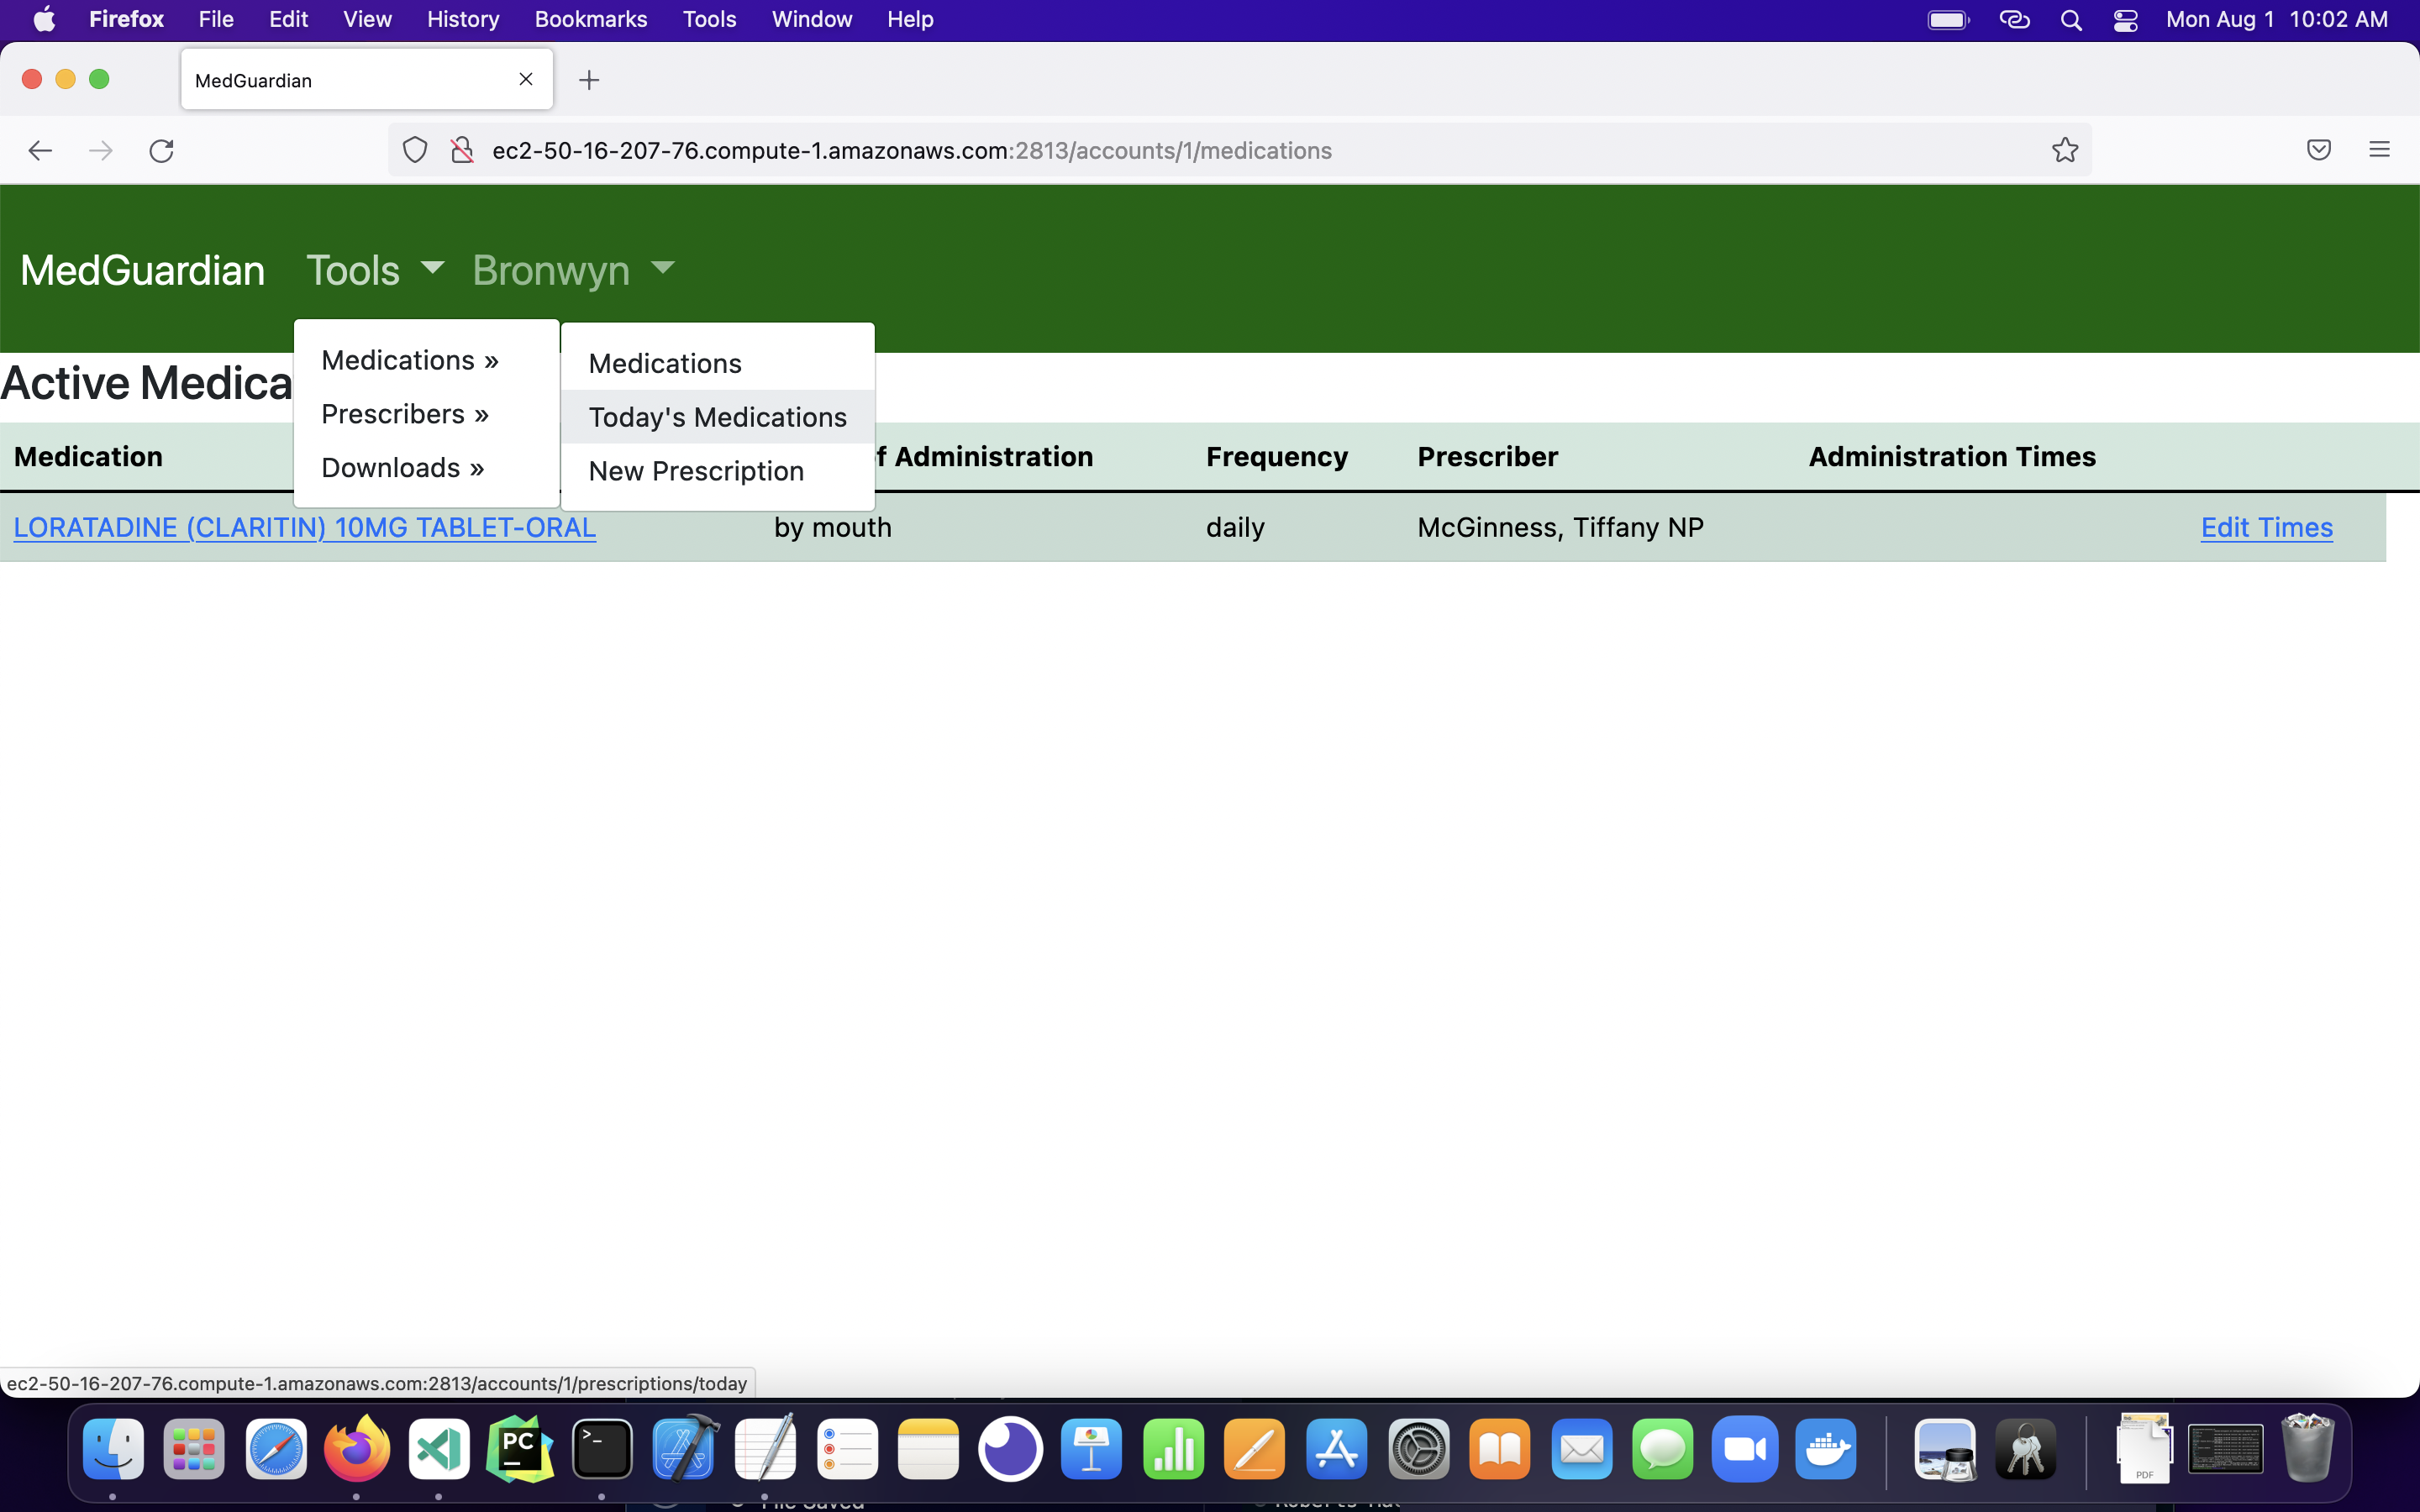 Firefox File Edit View History Bookmarks Tools Window Help Mon Aug 1 10:02 AM
MedGuardian
ec2-50-16-207-76.compute-1.amazonaws.com:2813/accounts/1/medications
MedGuardian Tools Bronwyn
Medications » Medications
Active Medica
Prescribers » Today's Medications
Medication f Administration Frequency Prescriber Administration Times
Downloads » New Prescription
LORATADINE (CLARITIN) 10MG TABLET-ORAL by mouth daily McGinness, Tiffany NP Edit Times
ec2-50-16-207-76.compute-1.amazonaws.com:2813/accounts/1/prescriptions/today
PC
>_
PDF
File Saved